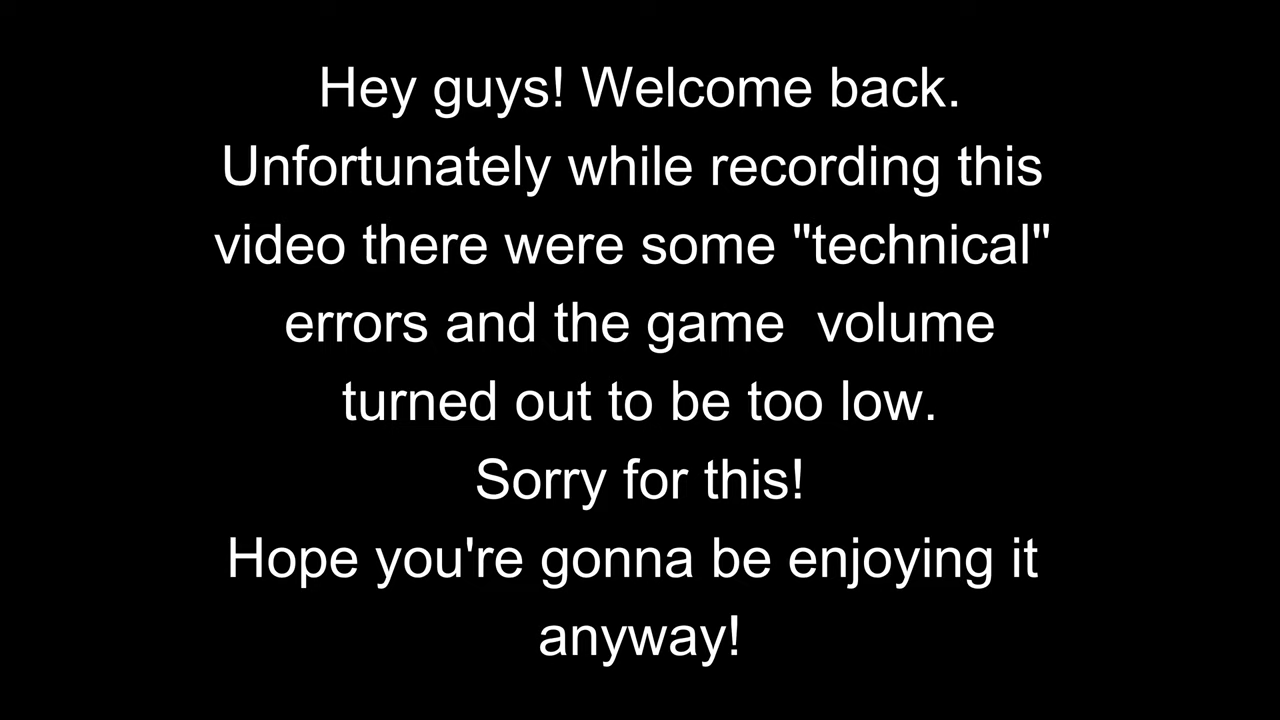 Hey guys! Welcome back.
Unfortunately while recording this
video there were some "technical"
errors and the game  volume
turned out to be too low.
Sorry for this!
Hope you're gonna be enjoying it
anyway!